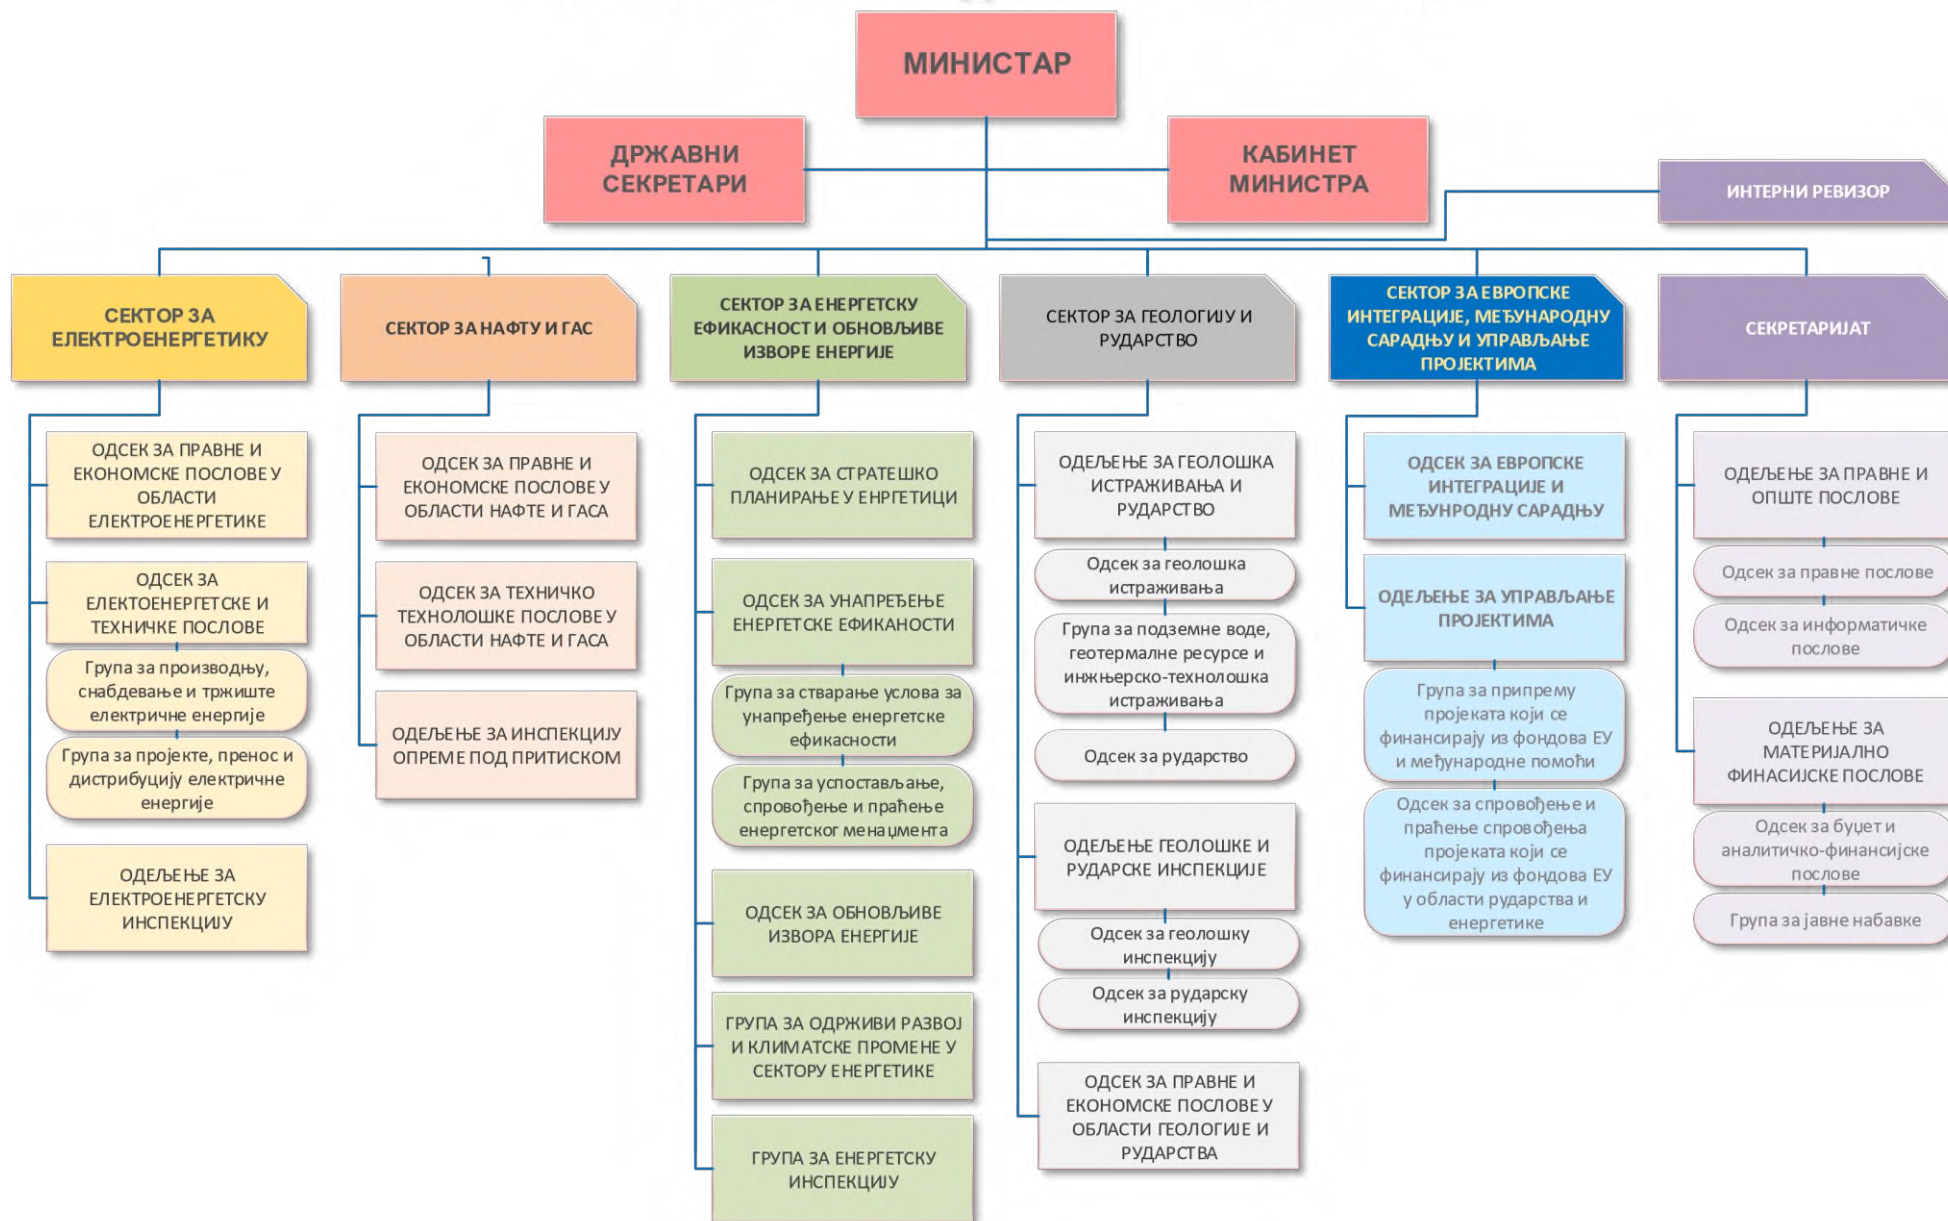 МИНИСТАР
ДРЖАВНИ
СЕКРЕТАРИ
КАБИНЕТ
МИНИСТРА
ИНТЕРНИ РЕВИЗОР
СЕКТОР ЗА
ЕЛЕКТРОЕНЕРГЕТИКУ
ОДСЕК ЗА ПРАВНЕ И
ЕКОНОМСКЕ ПОСЛОВЕ У
ОБЛАСТИ
ЕЛЕКТРОЕНЕРГЕТИКЕ
ОДСЕК ЗА
ЕЛЕКТОЕНЕРГЕТСКЕ И
ТЕХНИЧКЕ ПОСЛОВЕ
Група за производњу,
снабдевање и тржиште
електричне енергије
Група за пројекте, пренос и
дистрибуцију електричне
енергије
ОДЕЉЕЊЕ ЗА
ЕЛЕКТРОЕНЕРГЕТСКУ
ИНСПЕКЦИЈУ
СЕКТОР ЗА НАФТУ И ГАС
ОДСЕК ЗА ПРАВНЕ И
ЕКОНОМСКЕ ПОСЛОВЕ У
ОБЛАСТИ НАФТЕ И ГАСА
ОДСЕК ЗА ТЕХНИЧКО
ТЕХНОЛОШКЕ ПОСЛОВЕ У
ОБЛАСТИ НАФТЕ И ГАСА
ОДЕЉЕЊЕ ЗА ИНСПЕКЦИЈУ
ОПРЕМЕ ПОД ПРИТИСКОМ
СЕКТОР ЗА ЕНЕРГЕТСКУ
ЕФИКАСНОСТ И ОБНОВЉИВЕ
ИЗВОРЕ ЕНЕРГИЈЕ
ОДСЕК ЗА СТРАТЕШКО
ПЛАНИРАЊЕ У ЕНРГЕТИЦИ
ОДСЕК ЗА УНАПРЕЂЕЊЕ
ЕНЕРГЕТСКЕ ЕФИКАНОСТИ
Група за стварање услова за
унапређење енергетске
ефикасности
Група за успостављање,
спровођење и праћење
енергетског менаџмента
ОДСЕК ЗА ОБНОВЉИВЕ
ИЗВОРА ЕНЕРГИЈЕ
ГРУПА ЗА ОДРЖИВИ РАЗВОЈ
И КЛИМАТСКЕ ПРОМЕНЕ У
СЕКТОРУ ЕНЕРГЕТИКЕ
ГРУПА ЗА ЕНЕРГЕТСКУ
ИНСПЕКЦИЈУ
СЕКТОР ЗА ГЕОЛОГИЈУ И
РУДАРСТВО
ОДЕЉЕЊЕ ЗА ГЕОЛОШКА
ИСТРАЖИВАЊА И
РУДАРСТВО
Одсек за геолошка
истраживања
Група за подземне воде,
геотермалне ресурсе и
инжњерско-технолошка
истраживања
Одсек за рударство
ОДЕЉЕЊЕ ГЕОЛОШКЕ И
РУДАРСКЕ ИНСПЕКЦИЈЕ
Одсек за геолошку
инспекцију
Одсек за рударску
инспекцију
ОДСЕК ЗА ПРАВНЕ И
ЕКОНОМСКЕ ПОСЛОВЕ У
ОБЛАСТИ ГЕОЛОГИЈЕ И
РУДАРСТВА
СЕКТОР ЗА ЕВРОПСКЕ
ИНТЕГРАЦИЈЕ, МЕЂУНАРОДНУ
САРАДЊУ И УПРАВЉАЊЕ
ПРОЈЕКТИМА
ОДСЕК ЗА ЕВРОПСКЕ
ИНТЕГРАЦИЈЕ И
МЕЂУНРОДНУ САРАДЊУ
ОДЕЉЕЊЕ ЗА УПРАВЉАЊЕ
ПРОЈЕКТИМА
Група за припрему
пројеката који се
финансирају из фондова ЕУ
и међународне помоћи
Одсек за спровођење и
праћење спровођења
пројеката који се
финансирају из фондова ЕУ
у области рударства и
енергетике
СЕКРЕТАРИЈАТ
ОДЕЉЕЊЕ ЗА ПРАВНЕ И
ОПШТЕ ПОСЛОВЕ
Одсек за правне послове
Одсек за информатичке
послове
ОДЕЉЕЊЕ ЗА
МАТЕРИЈАЛНО
ФИНАСИЈСКЕ ПОСЛОВЕ
Одсек за буџет и
аналитичко-финансијске
послове
Група за јавне набавке